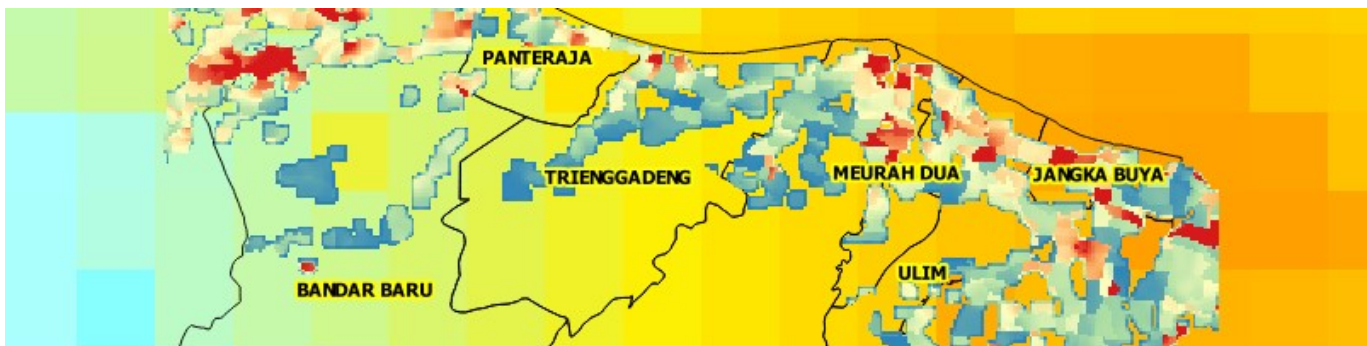 PANTERAJA
TRIENGGADENG
MEURAH DUA
JANGKA BUYA
ULIM
BANDAR BARU